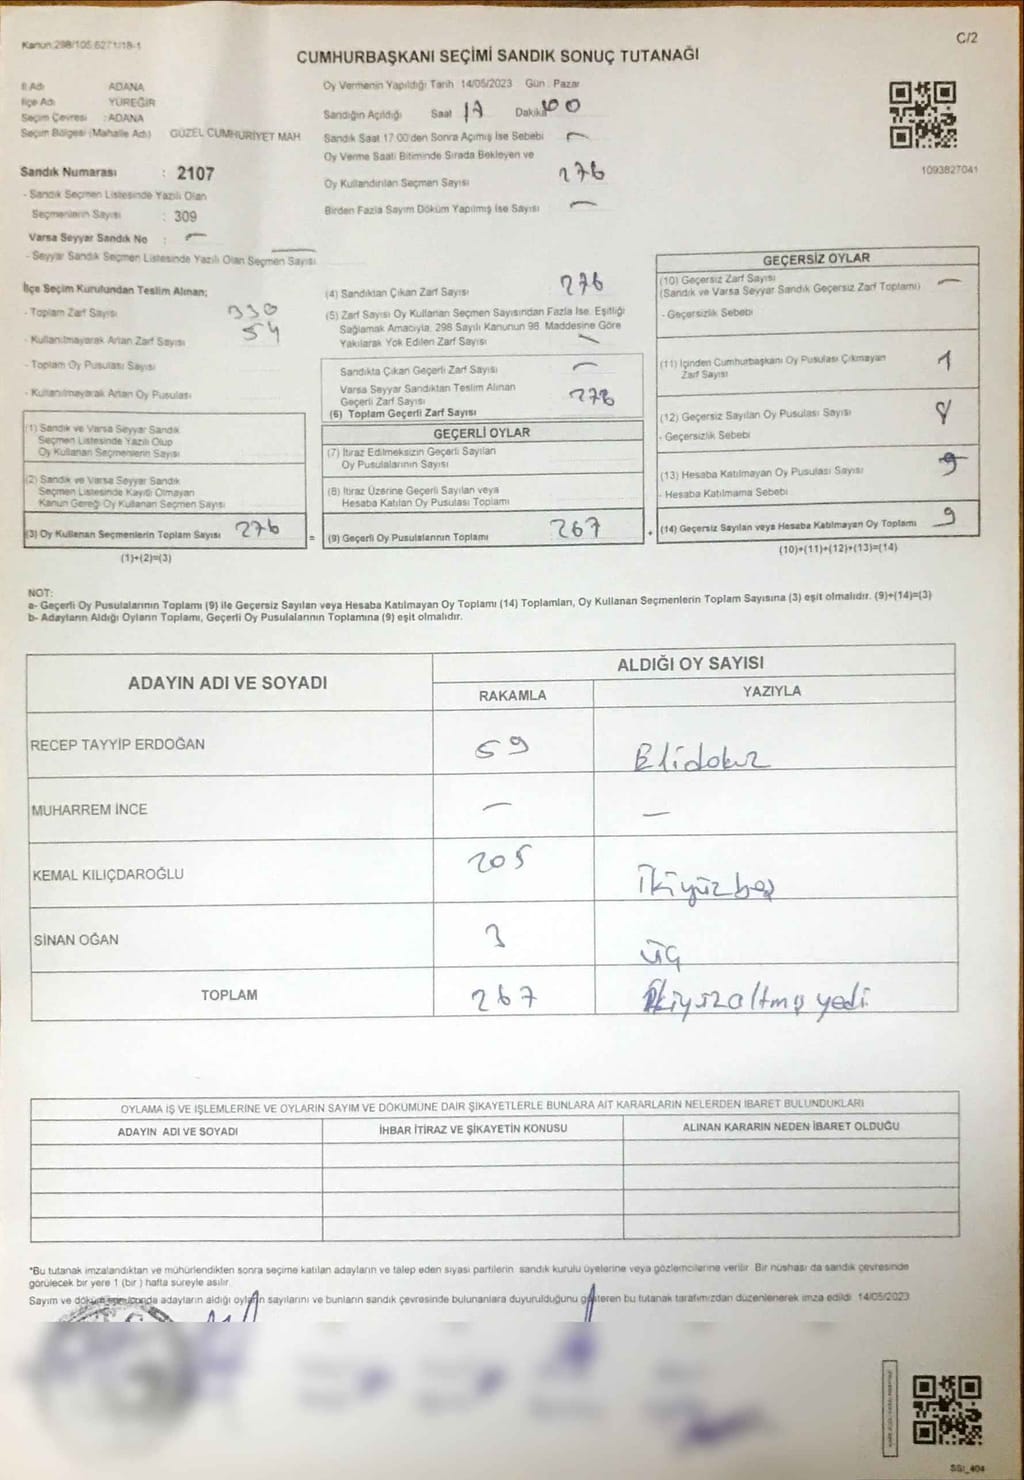 Kanun:298/105,6271/18-1
C/2
CUMHURBAŞKANI SEÇİMİ SANDIK SONUÇ TUTANAĞI
İl Adı ADANA
İlçe Adı YÜREĞİR
Seçim Çevresi : ADANA
Seçim Bölgesi (Mahalle Adı) GÜZEL CUMHURİYET MAH
Sandık Numarası : 2107
- Sandık Seçmen Listesinde Yazılı Olan
Seçmenlerin Sayısı : 309
Varsa Seyyar Sandık No : —
- Seyyar Sandık Seçmen Listesinde Yazılı Olan Seçmen Sayısı —
Oy Vermenin Yapıldığı Tarih 14/05/2023 Gün : Pazar
Sandığın Açıldığı Saat 17 Dakika 00
Sandık Saat 17.00'den Sonra Açımış İse Sebebi —
Oy Verme Saati Bitiminde Sırada Bekleyen ve
Oy Kullandırılan Seçmen Sayısı 276
Birden Fazla Sayım Döküm Yapılmış İse Sayısı —
1093827041
İlçe Seçim Kurulundan Teslim Alınan;
- Toplam Zarf Sayısı 330
- Kullanılmayarak Artan Zarf Sayısı 54
- Toplam Oy Pusulası Sayısı
- Kullanılmayarak Artan Oy Pusulası
(1) Sandık ve Varsa Seyyar Sandık
Seçmen Listesinde Yazılı Olup
Oy Kullanan Seçmenlerin Sayısı
(2) Sandık ve Varsa Seyyar Sandık
Seçmen Listesinde Kayıtlı Olmayan
Kanun Gereği Oy Kullanan Seçmen Sayısı
(3) Oy Kullanan Seçmenlerin Toplam Sayısı 276
(1)+(2)=(3)
=
(4) Sandıktan Çıkan Zarf Sayısı 276
(5) Zarf Sayısı Oy Kullanan Seçmen Sayısından Fazla İse, Eşitliği
Sağlamak Amacıyla, 298 Sayılı Kanunun 98. Maddesine Göre
Yakılarak Yok Edilen Zarf Sayısı —
Sandıkta Çıkan Geçerli Zarf Sayısı —
Varsa Seyyar Sandıktan Teslim Alınan
Geçerli Zarf Sayısı 276
(6) Toplam Geçerli Zarf Sayısı
GEÇERLİ OYLAR
(7) İtiraz Edilmeksizin Geçerli Sayılan
Oy Pusulalarının Sayısı
(8) İtiraz Üzerine Geçerli Sayılan veya
Hesaba Katılan Oy Pusulası Toplamı
(9) Geçerli Oy Pusulalarının Toplamı 267
+
GEÇERSİZ OYLAR
(10) Geçersiz Zarf Sayısı
(Sandık ve Varsa Seyyar Sandık Geçersiz Zarf Toplamı) —
- Geçersizlik Sebebi
(11) İçinden Cumhurbaşkanı Oy Pusulası Çıkmayan
Zarf Sayısı 1
(12) Geçersiz Sayılan Oy Pusulası Sayısı 8
- Geçersizlik Sebebi
(13) Hesaba Katılmayan Oy Pusulası Sayısı 9
- Hesaba Katılmama Sebebi
(14) Geçersiz Sayılan veya Hesaba Katılmayan Oy Toplamı 9
(10)+(11)+(12)+(13)=(14)
NOT:
a- Geçerli Oy Pusulalarının Toplamı (9) ile Geçersiz Sayılan veya Hesaba Katılmayan Oy Toplamı (14) Toplamları, Oy Kullanan Seçmenlerin Toplam Sayısına (3) eşit olmalıdır. (9)+(14)=(3)
b- Adayların Aldığı Oyların Toplamı, Geçerli Oy Pusulalarının Toplamına (9) eşit olmalıdır.
ADAYIN ADI VE SOYADI
ALDIĞI OY SAYISI
RAKAMLA YAZIYLA
RECEP TAYYİP ERDOĞAN 59 Ellidokuz
MUHARREM İNCE — —
KEMAL KILIÇDAROĞLU 205 İkiyüzbeş
SİNAN OĞAN 3 üç
TOPLAM 267 İkiyüzaltmış yedi
OYLAMA İŞ VE İŞLEMLERİNE VE OYLARIN SAYIM VE DÖKÜMÜNE DAİR ŞİKAYETLERLE BUNLARA AİT KARARLARIN NELERDEN İBARET BULUNDUKLARI
ADAYIN ADI VE SOYADI İHBAR İTİRAZ VE ŞİKAYETİN KONUSU ALINAN KARARIN NEDEN İBARET OLDUĞU
*Bu tutanak imzalandıktan ve mühürlendikten sonra seçime katılan adayların ve talep eden siyasi partilerin sandık kurulu üyelerine veya gözlemcilerine verilir. Bir nüshası da sandık çevresinde
görülecek bir yere 1 (bir ) hafta süreyle asılır.
Sayım ve döküm sonunda adayların aldığı oyların sayılarını ve bunların sandık çevresinde bulunanlara duyurulduğunu gösteren bu tutanak tarafımızdan düzenlenerek imza edildi. 14/05/2023
SGI_404